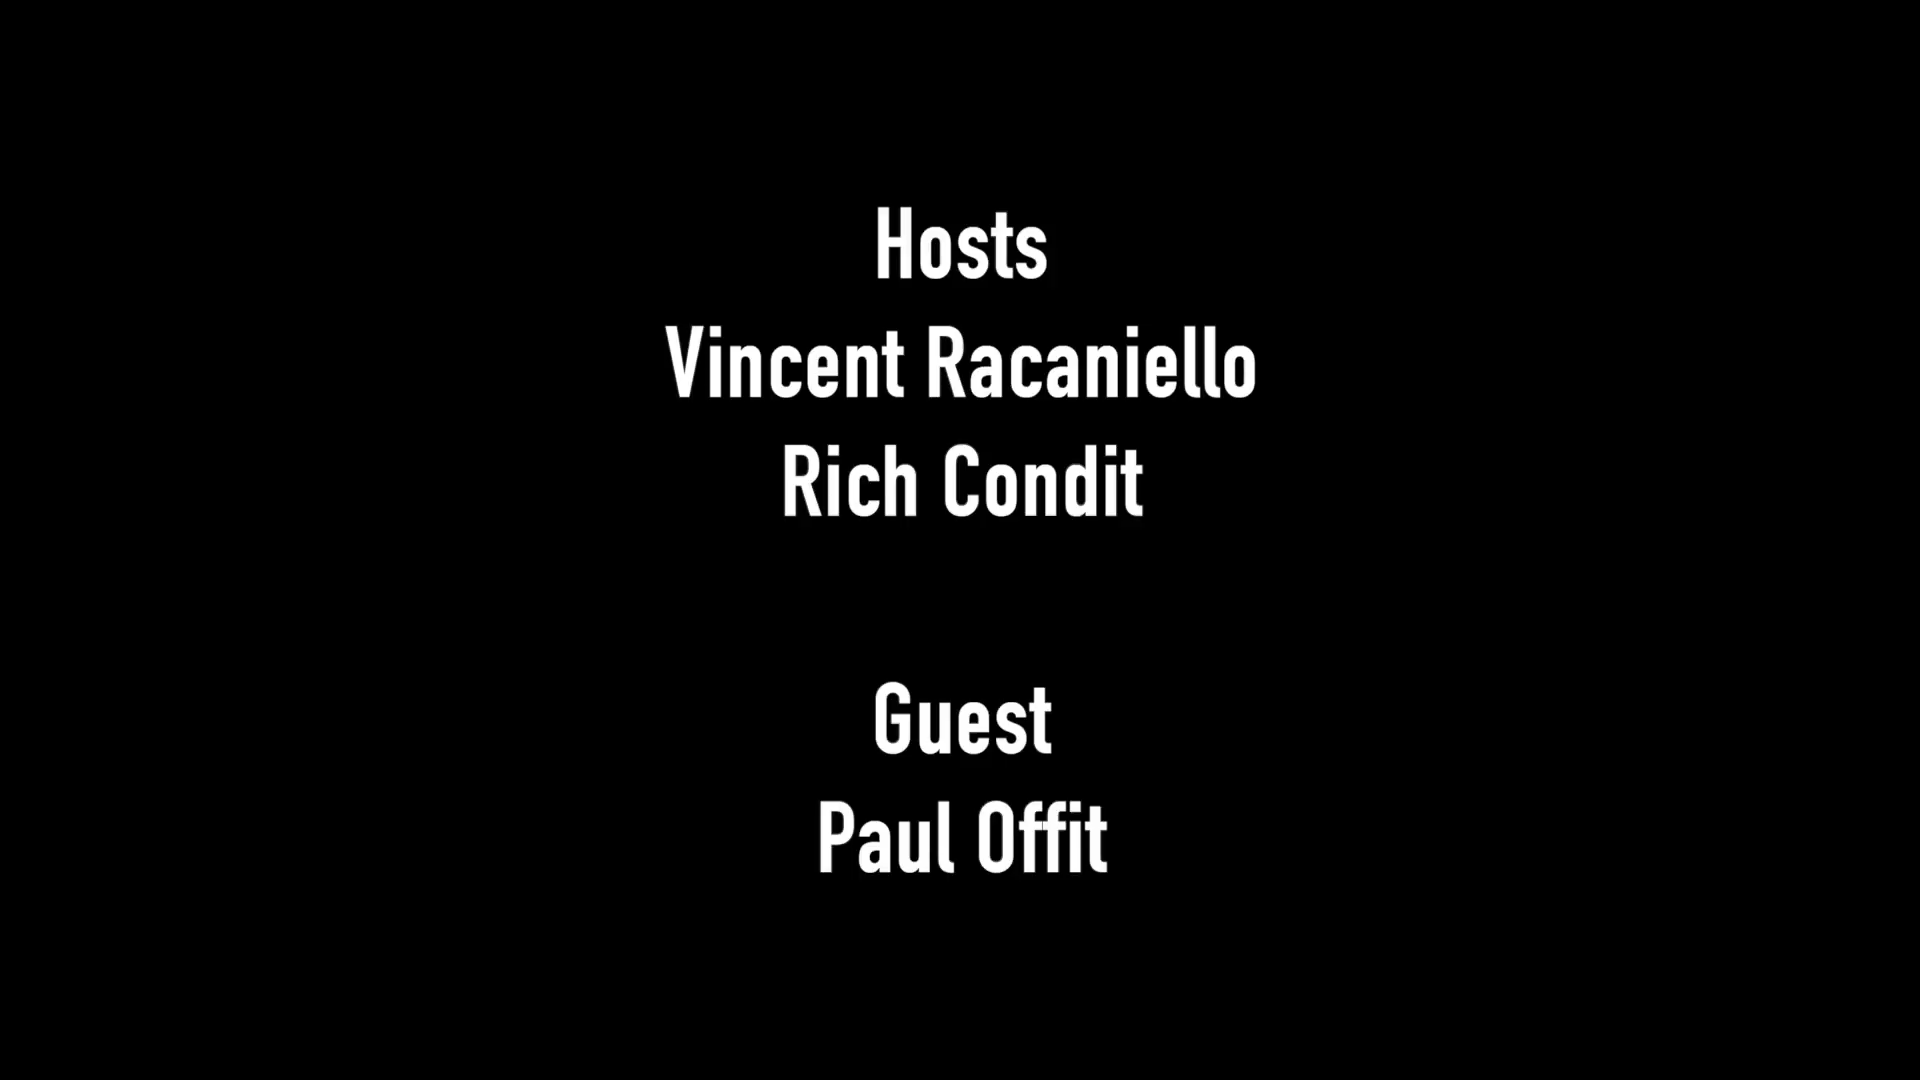 Hosts
Vincent Racaniello
Rich Condit
Guest
Paul Offit